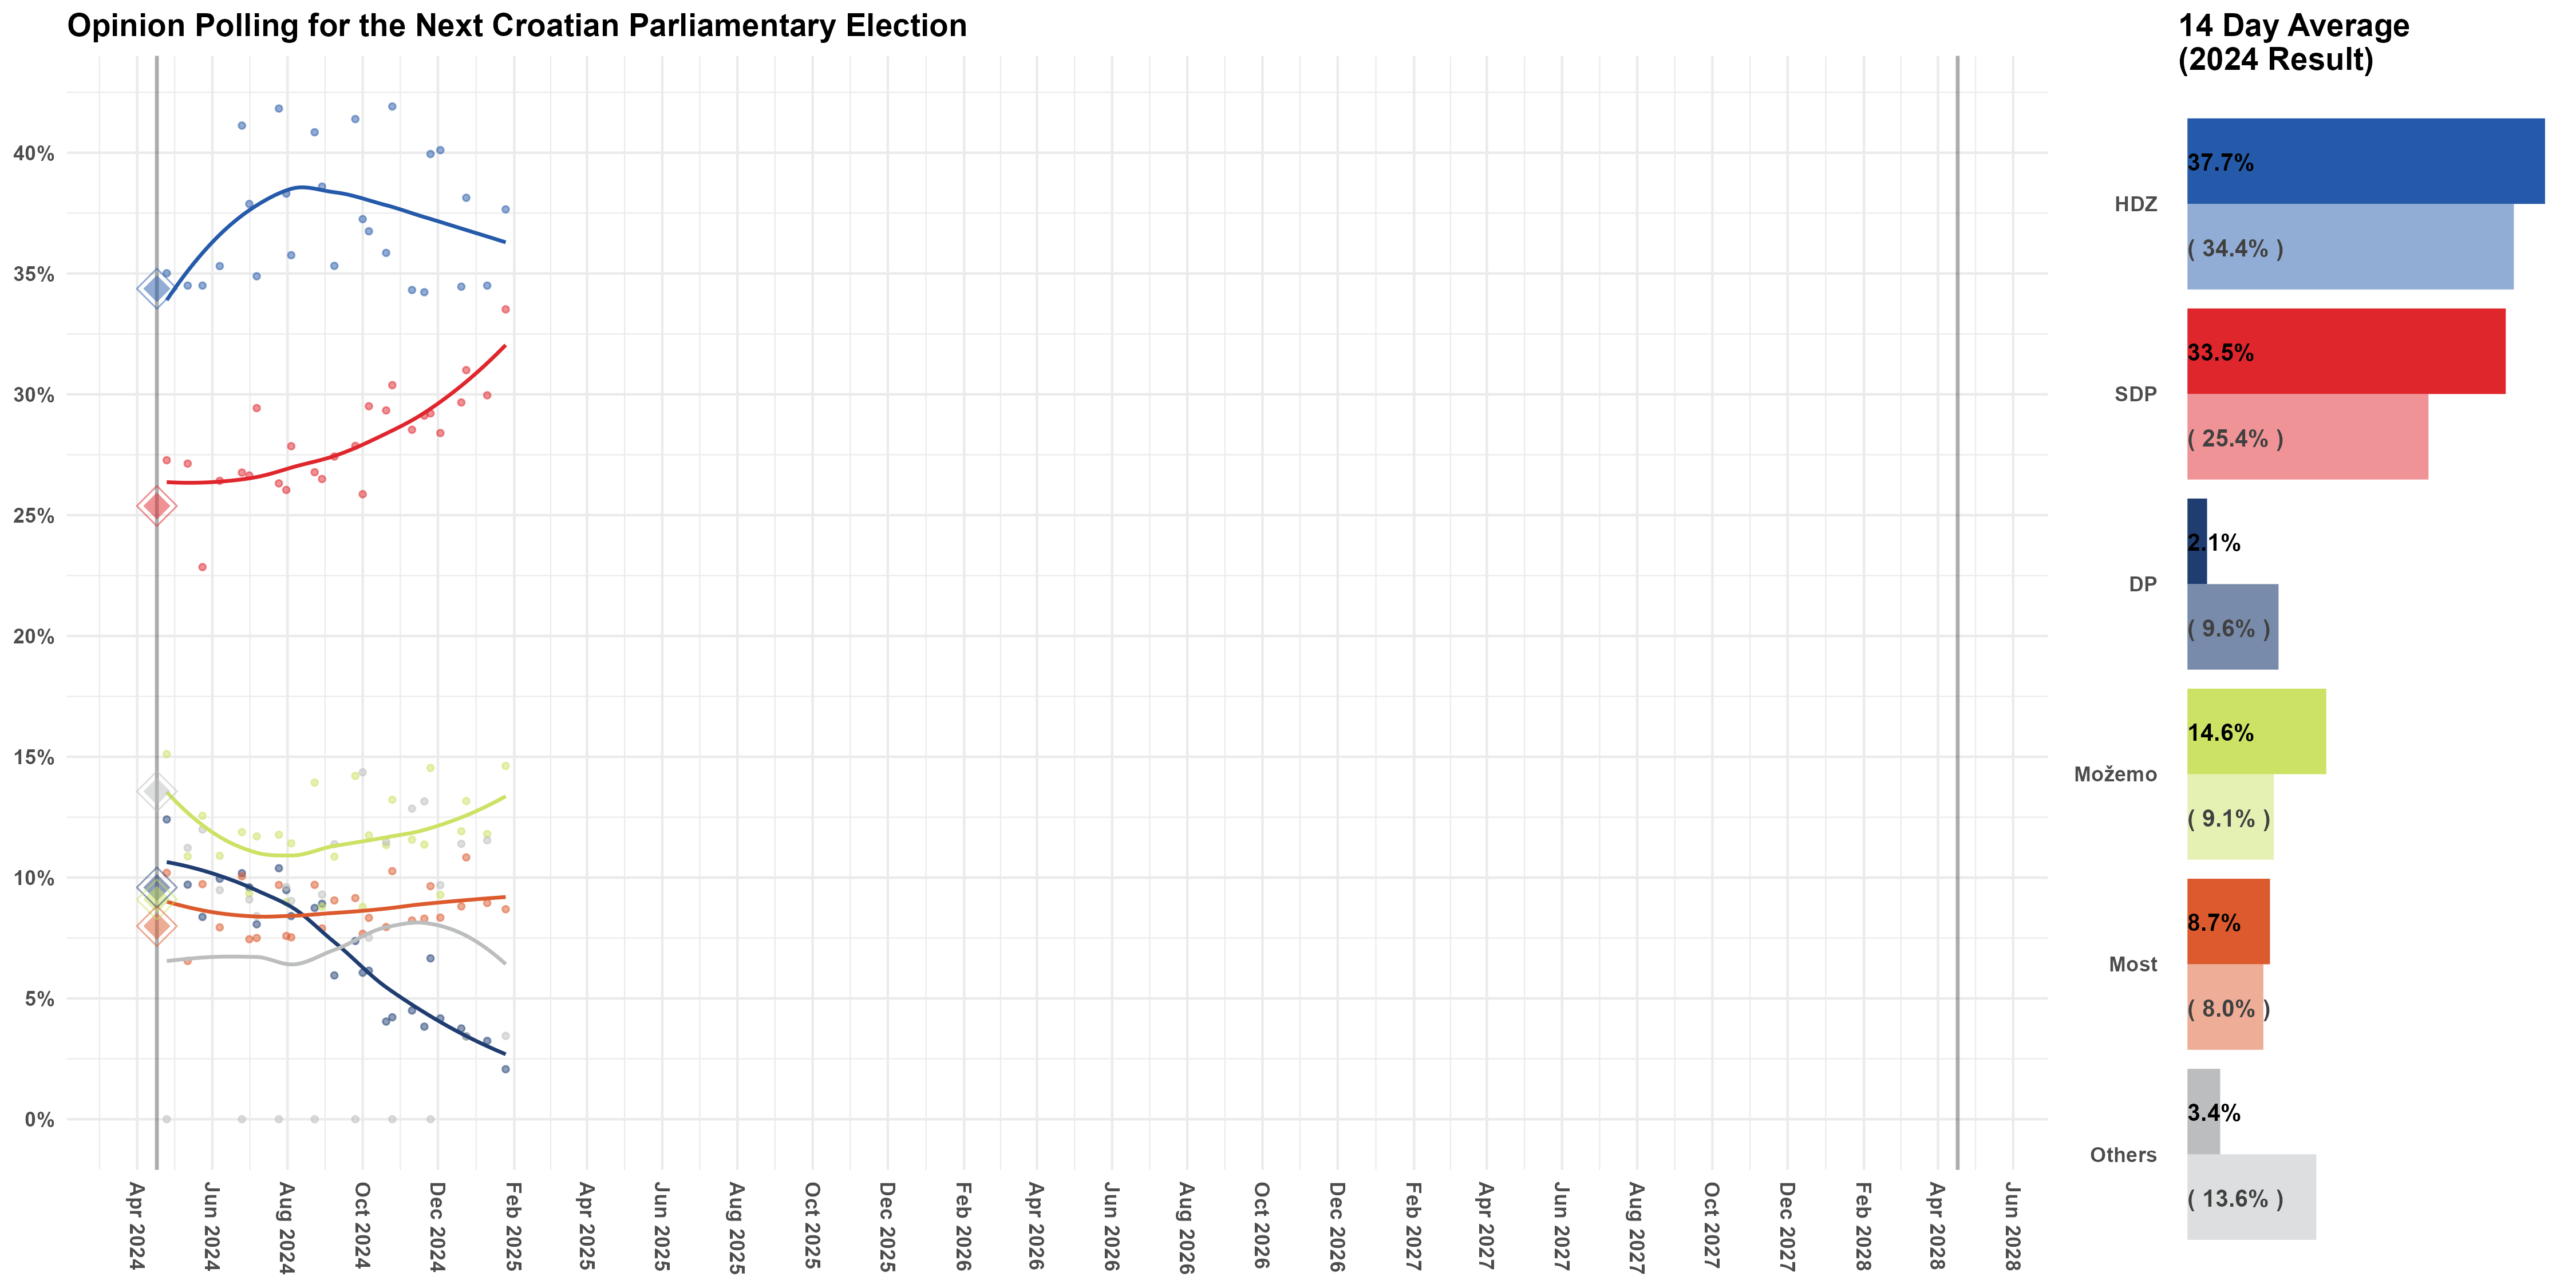 Opinion Polling for the Next Croatian Parliamentary Election
14 Day Average
(2024 Result)
40%
35%
30%
25%
20%
15%
10%
5%
0%
Apr 2024
Jun 2024
Aug 2024
Oct 2024
Dec 2024
Feb 2025
Apr 2025
Jun 2025
Aug 2025
Oct 2025
Dec 2025
Feb 2026
Apr 2026
Jun 2026
Aug 2026
Oct 2026
Dec 2026
Feb 2027
Apr 2027
Jun 2027
Aug 2027
Oct 2027
Dec 2027
Feb 2028
Apr 2028
Jun 2028
HDZ
37.7%
( 34.4% )
SDP
33.5%
( 25.4% )
DP
2.1%
( 9.6% )
Možemo
14.6%
( 9.1% )
Most
8.7%
( 8.0% )
Others
3.4%
( 13.6% )